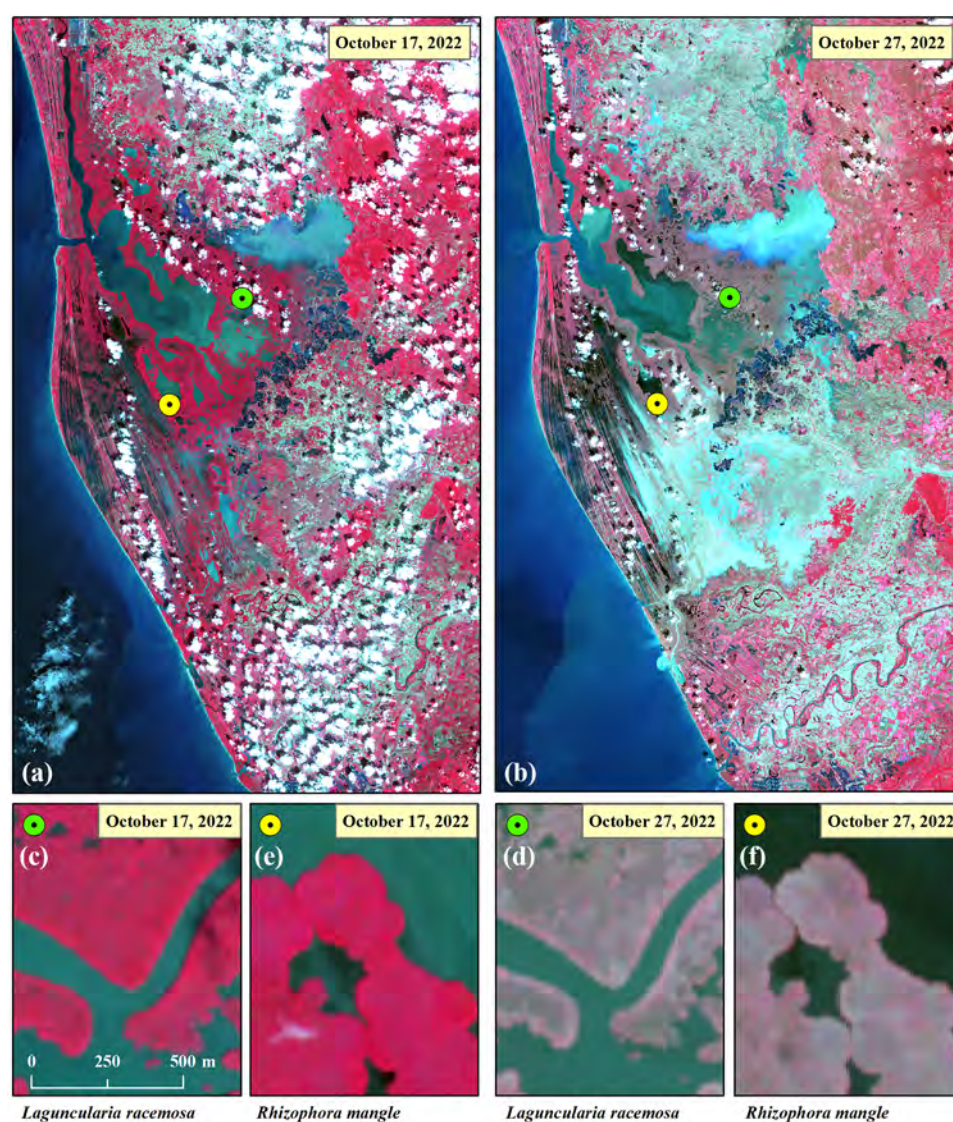 October 17, 2022
October 27, 2022
(a)
(b)
October 17, 2022
October 17, 2022
October 27, 2022
October 27, 2022
(c)
(e)
(d)
(f)
0 250 500 m
Laguncularia racemosa
Rhizophora mangle
Laguncularia racemosa
Rhizophora mangle